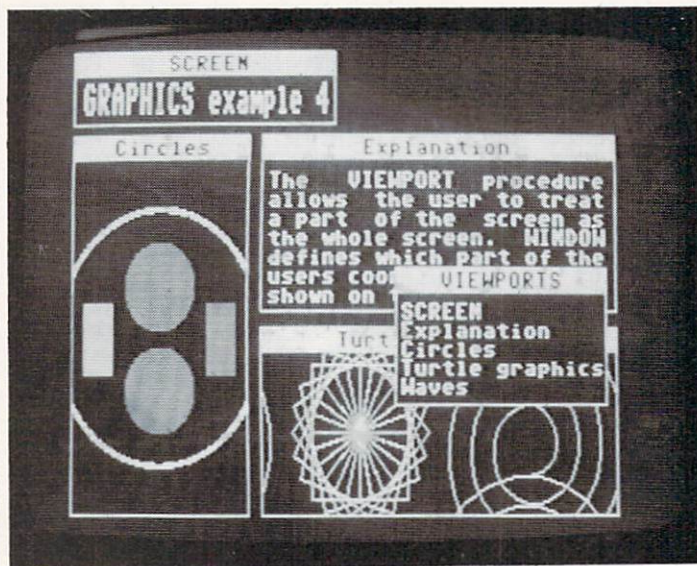 SCREEN
GRAPHICS example 4
Circles
Explanation
The VIEWPORT procedure
allows the user to treat
a part of the screen as
the whole screen. WINDOW
defines which part of the
users
shown on
VIEWPORTS
SCREEN
Explanation
Circles
Turtle graphics
Waves